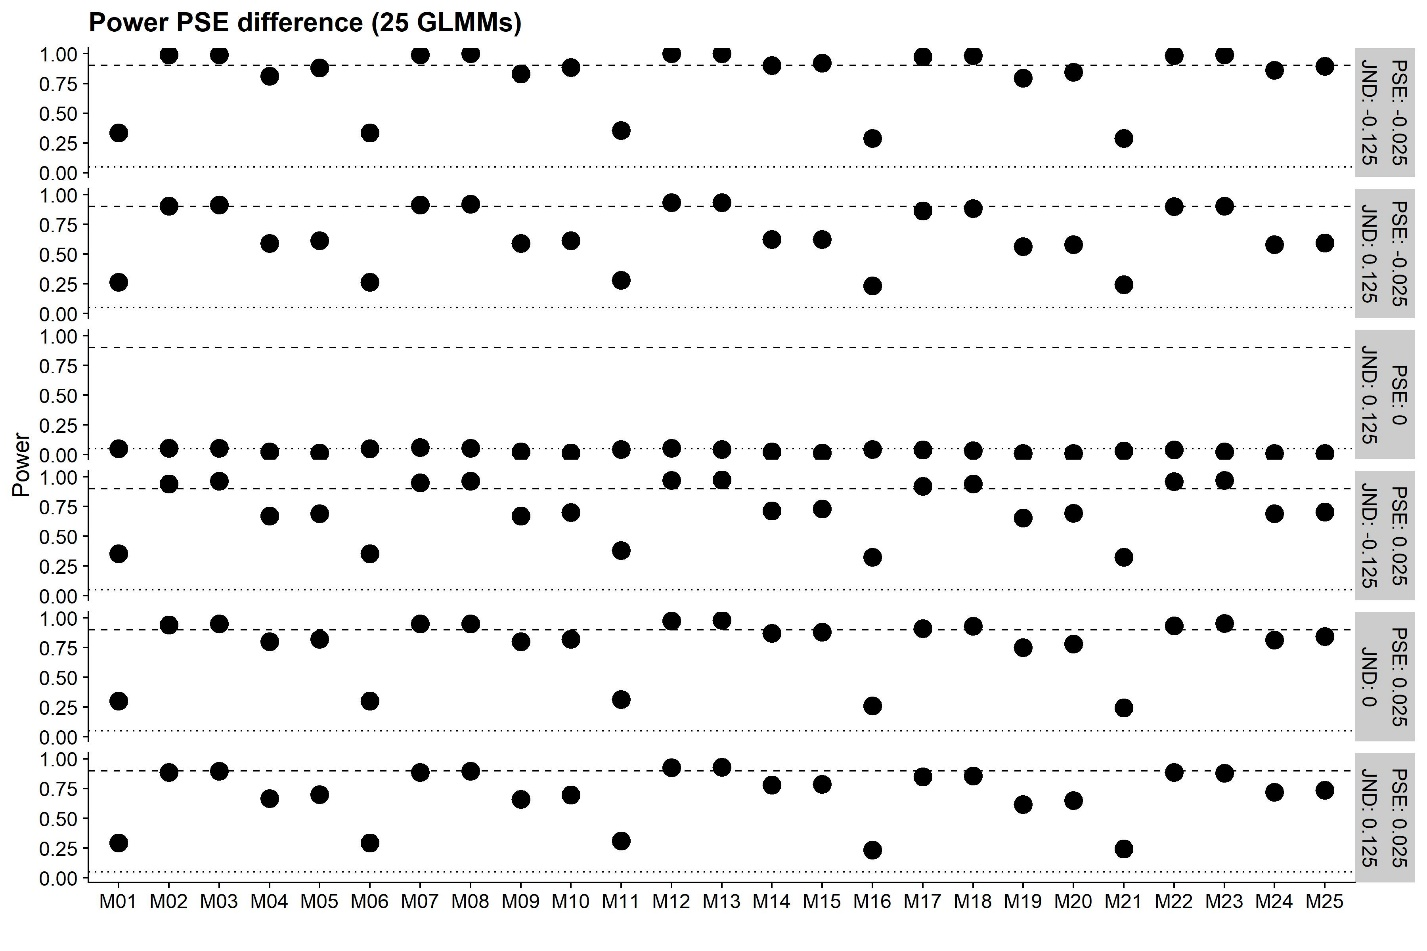 Power PSE difference (25 GLMMs)
1.00
0.75
0.50
0.25
0.00
PSE: -0.025
JND: -0.125
1.00
0.75
0.50
0.25
0.00
PSE: -0.025
JND: 0.125
1.00
0.75
0.50
0.25
0.00
PSE: 0
JND: 0.125
Power
1.00
0.75
0.50
0.25
0.00
PSE: 0.025
JND: -0.125
1.00
0.75
0.50
0.25
0.00
PSE: 0.025
JND: 0
1.00
0.75
0.50
0.25
0.00
PSE: 0.025
JND: 0.125
M01 M02 M03 M04 M05 M06 M07 M08 M09 M10 M11 M12 M13 M14 M15 M16 M17 M18 M19 M20 M21 M22 M23 M24 M25